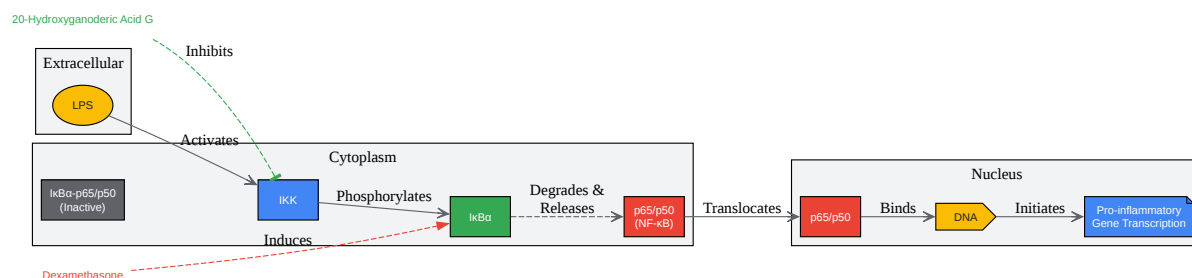 20-Hydroxyganoderic Acid G
Inhibits
Extracellular
LPS
Activates
Cytoplasm
IκBα-p65/p50
(Inactive)
IKK
Phosphorylates
IκBα
Degrades &
Releases
p65/p50
(NF-κB)
Translocates
Nucleus
p65/p50
Binds
DNA
Initiates
Pro-inflammatory
Gene Transcription
Induces
Dexamethasone